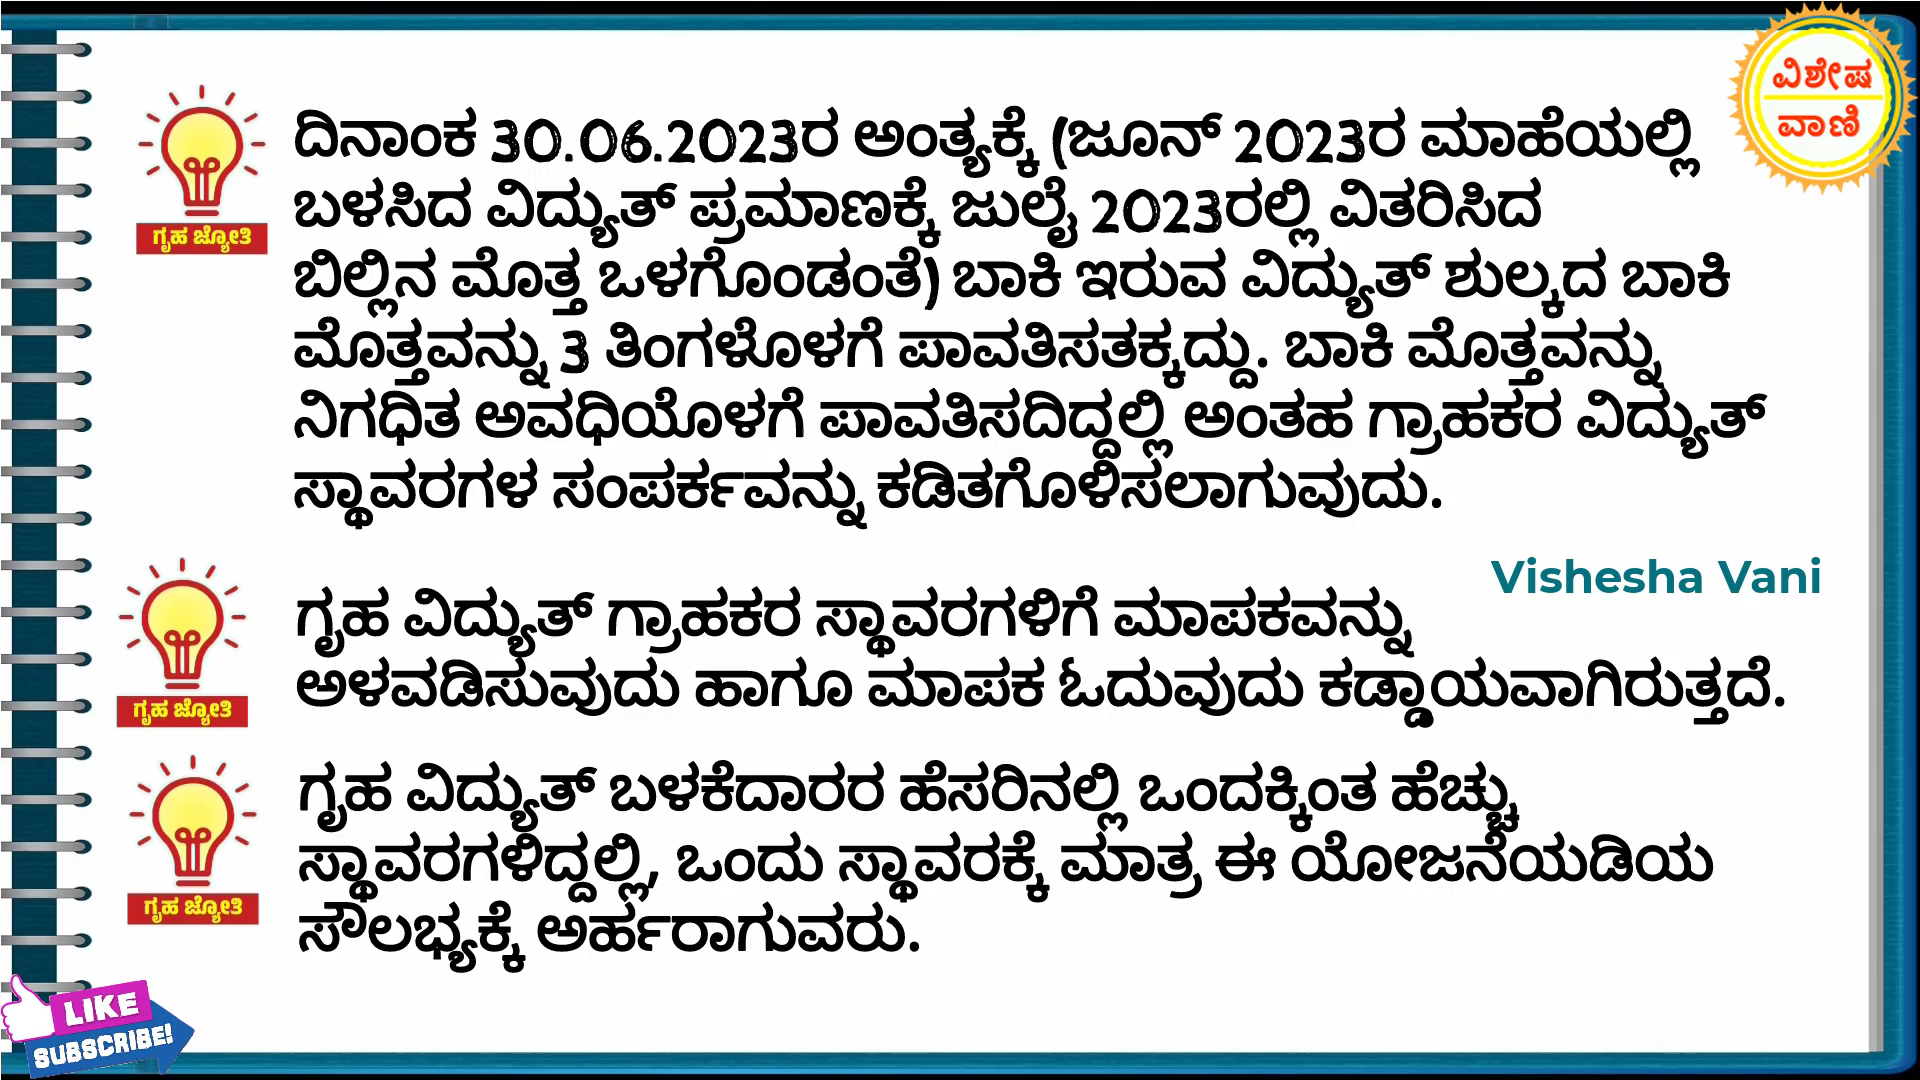 ವಿಶೇಷ
ವಾಣಿ
ಗೃಹ ಜ್ಯೋತಿ
ದಿನಾಂಕ 30.06.2023ರ ಅಂತ್ಯಕ್ಕೆ (ಜೂನ್ 2023ರ ಮಾಹೆಯಲ್ಲಿ
ಬಳಸಿದ ವಿದ್ಯುತ್ ಪ್ರಮಾಣಕ್ಕೆ ಜುಲೈ 2023ರಲ್ಲಿ ವಿತರಿಸಿದ
ಬಿಲ್ಲಿನ ಮೊತ್ತ ಒಳಗೊಂಡಂತೆ) ಬಾಕಿ ಇರುವ ವಿದ್ಯುತ್ ಶುಲ್ಕದ ಬಾಕಿ
ಮೊತ್ತವನ್ನು 3 ತಿಂಗಳೊಳಗೆ ಪಾವತಿಸತಕ್ಕದ್ದು. ಬಾಕಿ ಮೊತ್ತವನ್ನು
ನಿಗಧಿತ ಅವಧಿಯೊಳಗೆ ಪಾವತಿಸದಿದ್ದಲ್ಲಿ ಅಂತಹ ಗ್ರಾಹಕರ ವಿದ್ಯುತ್
ಸ್ಥಾವರಗಳ ಸಂಪರ್ಕವನ್ನು ಕಡಿತಗೊಳಿಸಲಾಗುವುದು.
Vishesha Vani
ಗೃಹ ಜ್ಯೋತಿ
ಗೃಹ ವಿದ್ಯುತ್ ಗ್ರಾಹಕರ ಸ್ಥಾವರಗಳಿಗೆ ಮಾಪಕವನ್ನು
ಅಳವಡಿಸುವುದು ಹಾಗೂ ಮಾಪಕ ಓದುವುದು ಕಡ್ಡಾಯವಾಗಿರುತ್ತದೆ.
ಗೃಹ ಜ್ಯೋತಿ
ಗೃಹ ವಿದ್ಯುತ್ ಬಳಕೆದಾರರ ಹೆಸರಿನಲ್ಲಿ ಒಂದಕ್ಕಿಂತ ಹೆಚ್ಚು
ಸ್ಥಾವರಗಳಿದ್ದಲ್ಲಿ, ಒಂದು ಸ್ಥಾವರಕ್ಕೆ ಮಾತ್ರ ಈ ಯೋಜನೆಯಡಿಯ
ಸೌಲಭ್ಯಕ್ಕೆ ಅರ್ಹರಾಗುವರು.
LIKE
SUBSCRIBE!